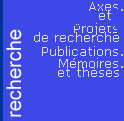 recherche
Axes
et
Projets
de recherche
Publications
Mémoires
et thèses